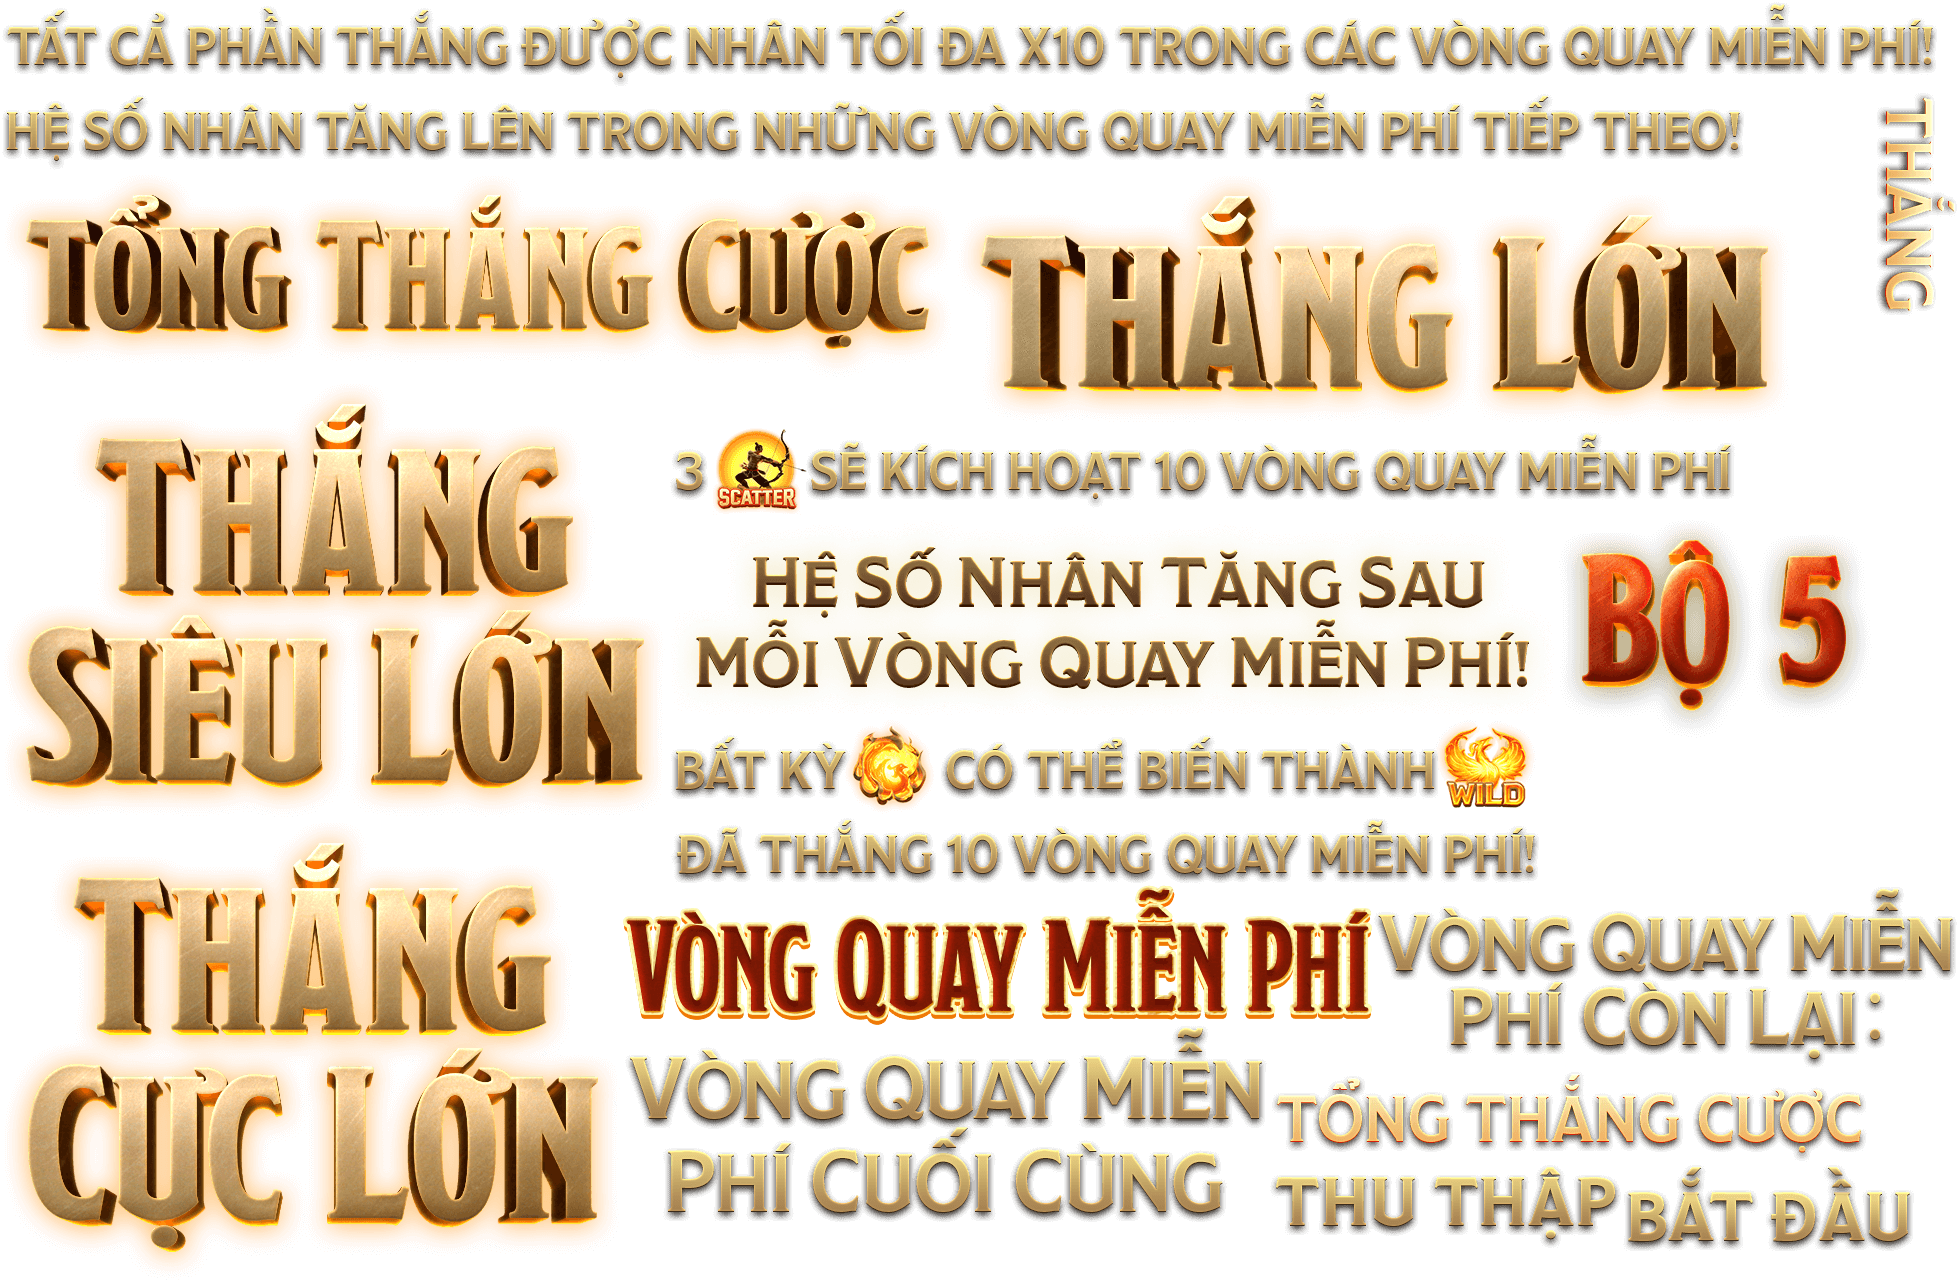 TẤT CẢ PHẦN THẮNG ĐƯỢC NHÂN TỐI ĐA X10 TRONG CÁC VÒNG QUAY MIỄN PHÍ!
HỆ SỐ NHÂN TĂNG LÊN TRONG NHỮNG VÒNG QUAY MIỄN PHÍ TIẾP THEO!
THẮNG
TỔNG THẮNG CƯỢC
THẮNG LỚN
THẮNG
SIÊU LỚN
3 SCATTER SẼ KÍCH HOẠT 10 VÒNG QUAY MIỄN PHÍ
HỆ SỐ NHÂN TĂNG SAU
MỖI VÒNG QUAY MIỄN PHÍ!
BỘ 5
BẤT KỲ CÓ THỂ BIẾN THÀNH WILD
ĐÃ THẮNG 10 VÒNG QUAY MIỄN PHÍ!
THẮNG
CỰC LỚN
VÒNG QUAY MIỄN PHÍ
VÒNG QUAY MIỄN
PHÍ CÒN LẠI:
VÒNG QUAY MIỄN
PHÍ CUỐI CÙNG
TỔNG THẮNG CƯỢC
THU THẬP
BẮT ĐẦU